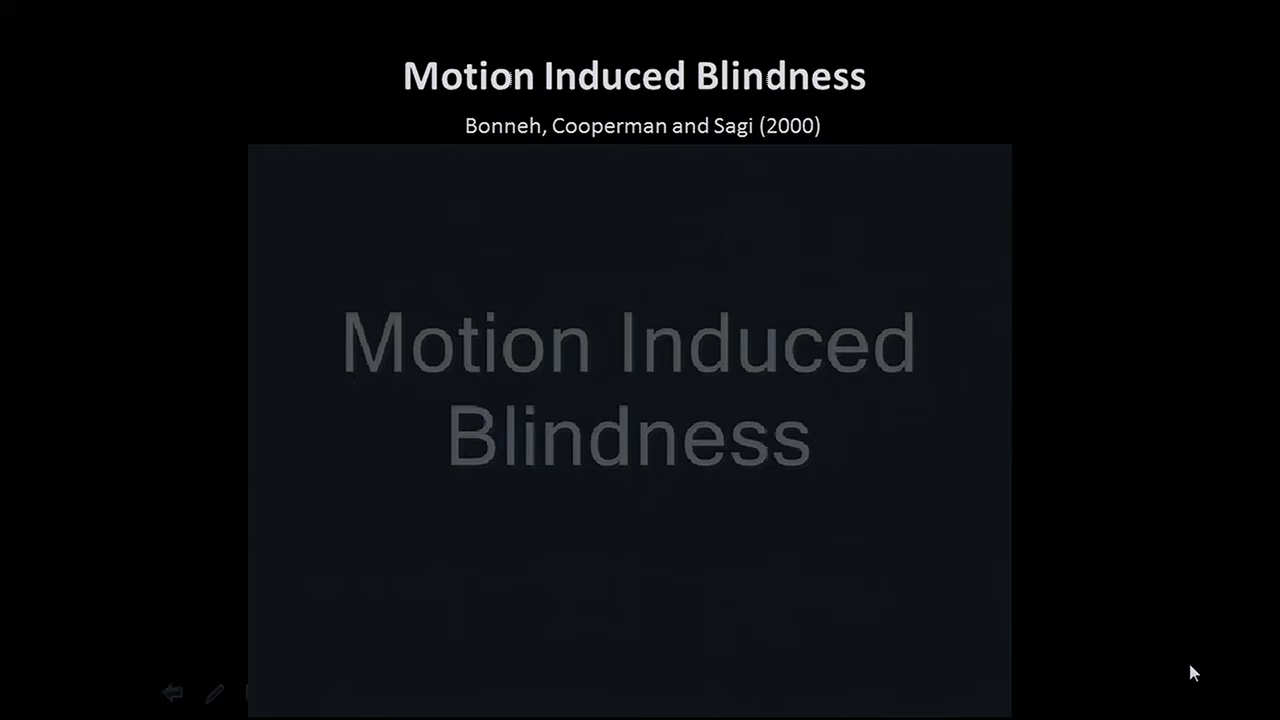 Motion Induced Blindness
Bonneh, Cooperman and Sagi (2000)
Motion Induced
Blindness